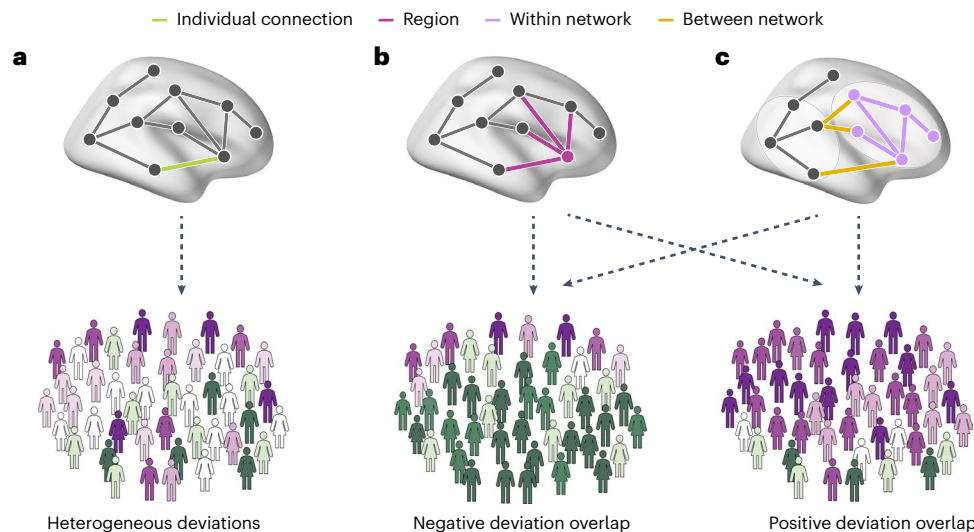 Individual connection Region Within network Between network
a b c
Heterogeneous deviations Negative deviation overlap Positive deviation overlap